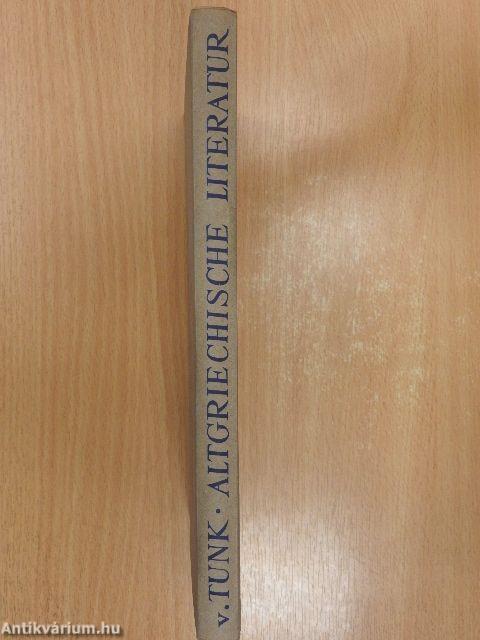 v. TUNK · ALTGRIECHISCHE LITERATUR
Antikvárium.hu